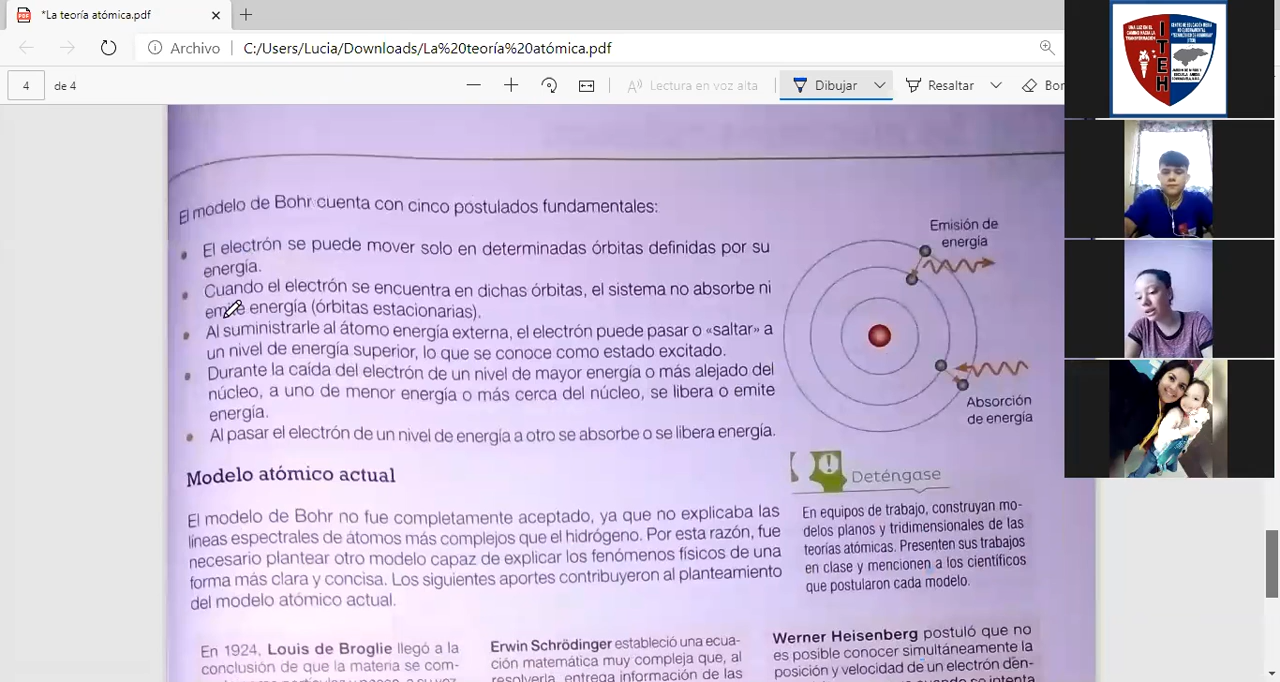 *La teoría atómica.pdf
Archivo
C:/Users/Lucia/Downloads/La%20teoría%20atómica.pdf
4
de 4
Lectura en voz alta
Dibujar
Resaltar
Bor
El modelo de Bohr cuenta con cinco postulados fundamentales:
El electrón se puede mover solo en determinadas órbitas definidas por su
energía.
Cuando el electrón se encuentre en dichas órbitas, el sistema no absorbe ni
emite energía (órbitas estacionarias).
Al suministrarle al átomo energía externa, el electrón puede pasar o «saltar» a
un nivel de energía superior, lo que se conoce como estado excitado.
Durante la caída del electrón de un nivel de mayor energía o más alejado del
núcleo, a uno de menor energía o más cerca del núcleo, se libera o emite
energía.
Al pasar el electrón de un nivel de energía a otro se absorbe o se libera energía.
Emisión de
energía
Absorción
de energía
Modelo atómico actual
El modelo de Bohr no fue completamente aceptado, ya que no explicaba las
líneas espectrales de átomos más complejos que el hidrógeno. Por esta razón, fue
necesario plantear otro modelo capaz de explicar los fenómenos físicos de una
forma más clara y concisa. Los siguientes aportes contribuyeron al planteamiento
del modelo atómico actual.
Deténgase
En equipos de trabajo, construyan mo-
delos planos y tridimensionales de las
teorías atómicas. Presenten sus trabajos
en clase y mencionen a los científicos
que postularon cada modelo.
En 1924, Louis de Broglie llegó a la
conclusión de que la materia se com-
Erwin Schrödinger estableció una ecua-
ción matemática muy compleja que, al
resolverla, entrega información de las
Werner Heisenberg postuló que no
es posible conocer simultáneamente la
posición y velocidad de un electrón den-
ITEH